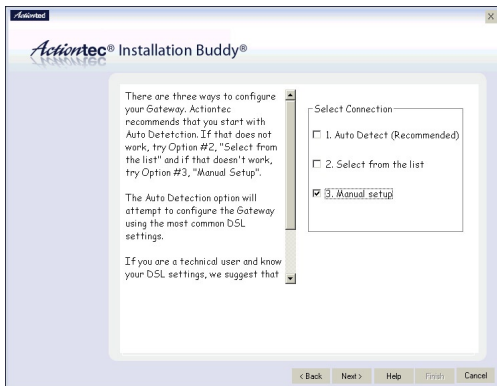 Actiontec
X
Actiontec® Installation Buddy®
There are three ways to configure
your Gateway. Actiontec
recommends that you start with
Auto Detetction. If that does not
work, try Option #2, "Select from
the list" and if that doesn't work,
try Option #3, "Manual Setup".
The Auto Detection option will
attempt to configure the Gateway
using the most common DSL
settings.
If you are a technical user and know
your DSL settings, we suggest that
Select Connection
1. Auto Detect (Recommended)
2. Select from the list
3. Manual setup
< Back Next > Help Finish Cancel